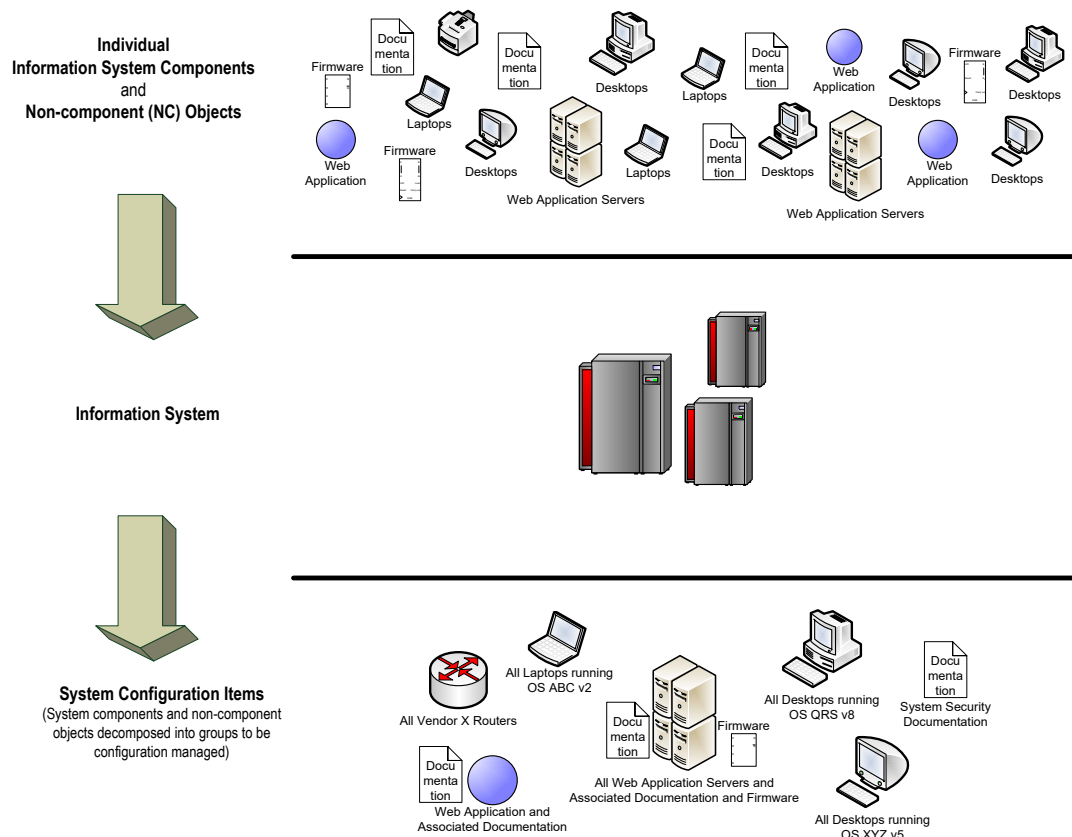 Individual
Information System Components
and
Non-component (NC) Objects
Docu
menta
tion
Docu
menta
tion
Docu
menta
tion
Firmware
Laptops
Desktops
Laptops
Web
Application
Desktops
Firmware
Desktops
Web
Application
Firmware
Desktops
Web Application Servers
Laptops
Docu
menta
tion
Desktops
Web Application Servers
Web
Application
Desktops
Information System
System Configuration Items
(System components and non-component
objects decomposed into groups to be
configuration managed)
All Vendor X Routers
All Laptops running
OS ABC v2
Docu
menta
tion
Firmware
All Web Application Servers and
Associated Documentation and Firmware
All Desktops running
OS QRS v8
Docu
menta
tion
System Security
Documentation
Docu
menta
tion
Web Application and
Associated Documentation
All Desktops running
OS XYZ v5